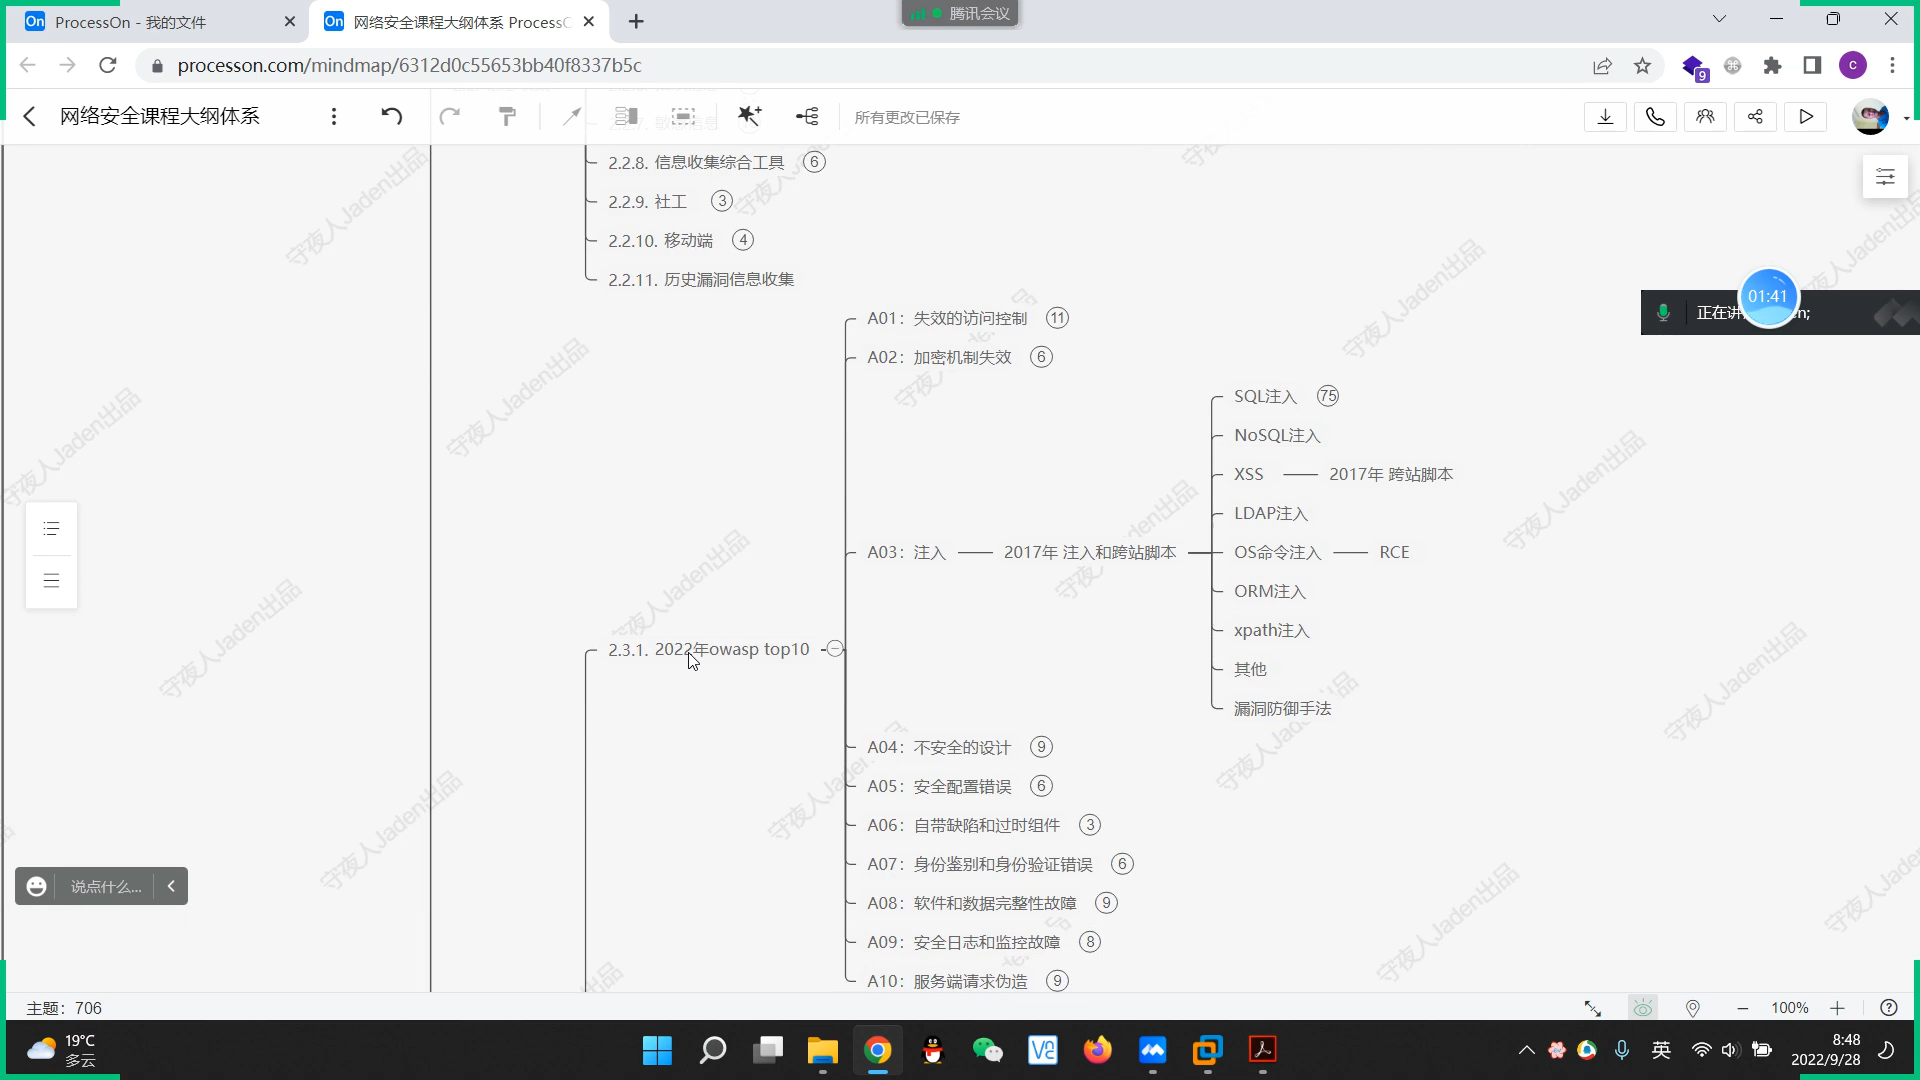 ProcessOn - 我的文件
网络安全课程大纲体系 ProcessO
腾讯会议
processon.com/mindmap/6312d0c55653bb40f8337b5c
9
c
网络安全课程大纲体系
所有更改已保存
2.2.8. 信息收集综合工具 6
2.2.9. 社工 3
2.2.10. 移动端 4
2.2.11. 历史漏洞信息收集
01:41
正在讲
n;
A01：失效的访问控制 11
A02：加密机制失效 6
SQL注入 75
NoSQL注入
XSS 2017年 跨站脚本
LDAP注入
A03：注入 2017年 注入和跨站脚本 OS命令注入 RCE
ORM注入
xpath注入
2.3.1. 2022年owasp top10
其他
漏洞防御手法
A04：不安全的设计 9
A05：安全配置错误 6
A06：自带缺陷和过时组件 3
A07：身份鉴别和身份验证错误 6
说点什么...
A08：软件和数据完整性故障 9
A09：安全日志和监控故障 8
A10：服务端请求伪造 9
守夜人Jaden出品
主题：706
100%
19°C
多云
英
8:48
2022/9/28